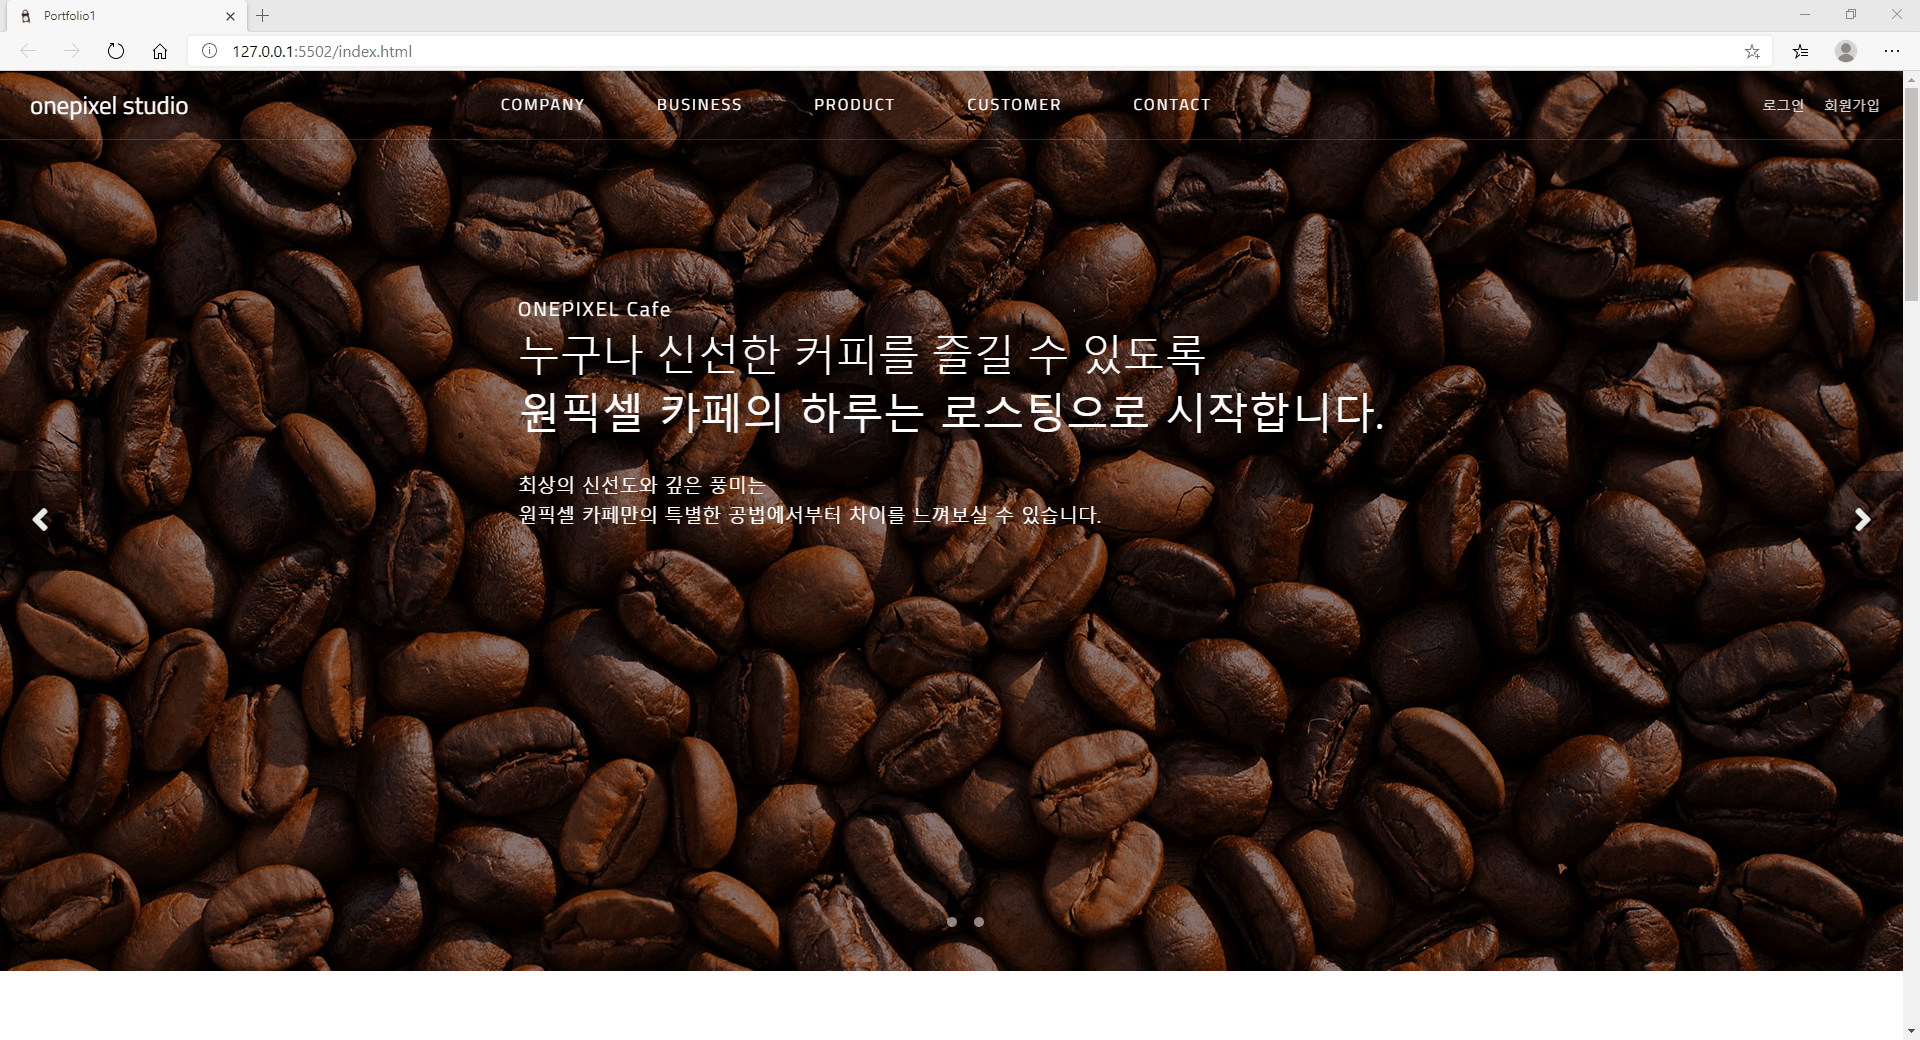 Portfolio1
127.0.0.1:5502/index.html
onepixel studio
COMPANY BUSINESS PRODUCT CUSTOMER CONTACT
로그인 회원가입
ONEPIXEL Cafe
누구나 신선한 커피를 즐길 수 있도록
원픽셀 카페의 하루는 로스팅으로 시작합니다.
최상의 신선도와 깊은 풍미는
원픽셀 카페만의 특별한 공법에서부터 차이를 느껴보실 수 있습니다.